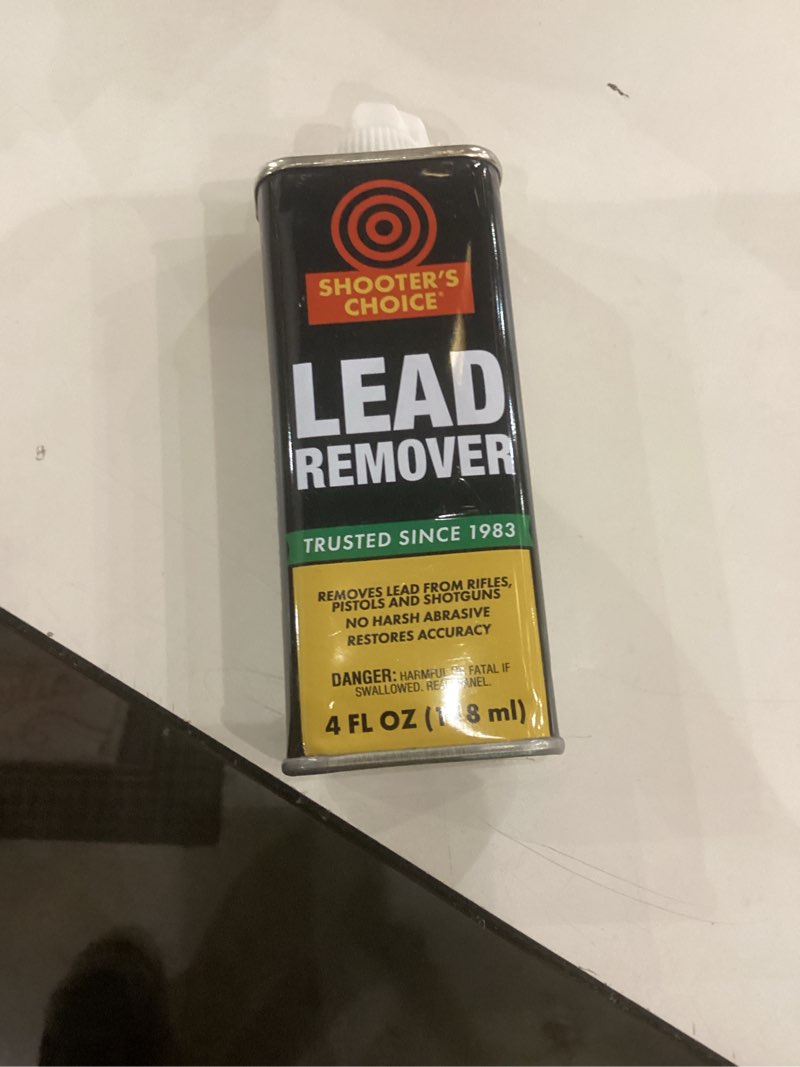 SHOOTER'S
CHOICE®
LEAD
REMOVER
TRUSTED SINCE 1983
REMOVES LEAD FROM RIFLES,
PISTOLS AND SHOTGUNS
NO HARSH ABRASIVE
RESTORES ACCURACY
DANGER: HARMFUL FATAL IF
SWALLOWED.
4 FL OZ ( ml)